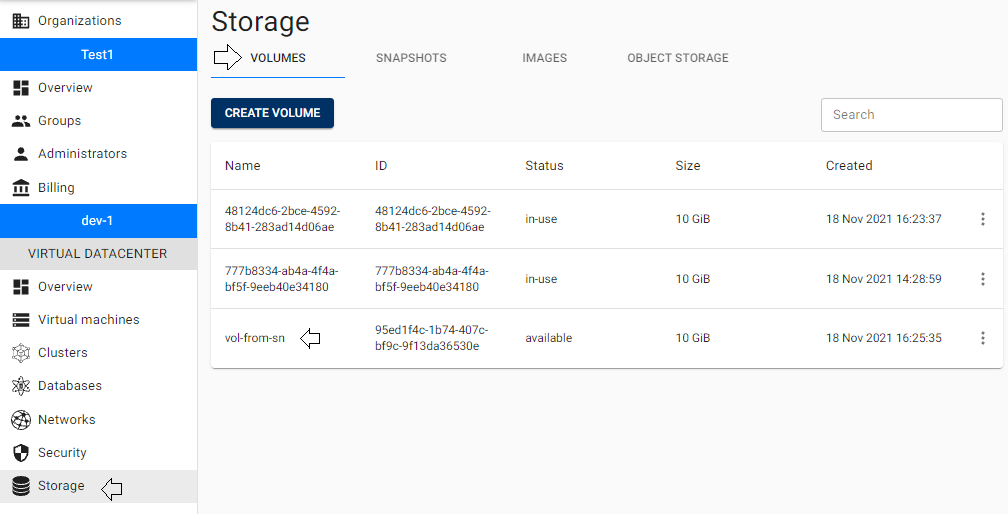 Organizations
Test1
Overview
Groups
Administrators
Billing
dev-1
VIRTUAL DATACENTER
Overview
Virtual machines
Clusters
Databases
Networks
Security
Storage
Storage
VOLUMES SNAPSHOTS IMAGES OBJECT STORAGE
CREATE VOLUME Search
Name ID Status Size Created
48124dc6-2bce-4592- 48124dc6-2bce-4592-
8b41-283ad14d06ae 8b41-283ad14d06ae in-use 10 GiB 18 Nov 2021 16:23:37
777b8334-ab4a-4f4a- 777b8334-ab4a-4f4a-
bf5f-9eeb40e34180 bf5f-9eeb40e34180 in-use 10 GiB 18 Nov 2021 14:28:59
vol-from-sn 95ed1f4c-1b74-407c- available 10 GiB 18 Nov 2021 16:25:35
bf9c-9f13da36530e